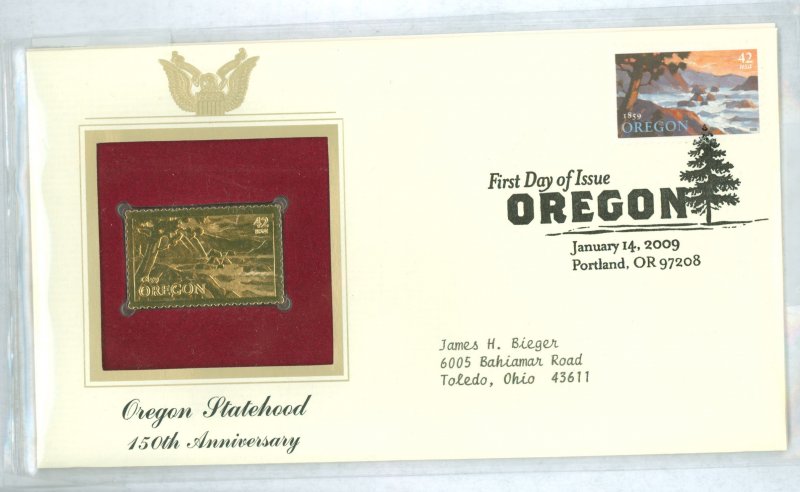 42
USA
1859
OREGON
First Day of Issue
OREGON
January 14, 2009
Portland, OR 97208
42
1859
OREGON
James H. Bieger
6005 Bahiamar Road
Toledo, Ohio 43611
Oregon Statehood
150th Anniversary